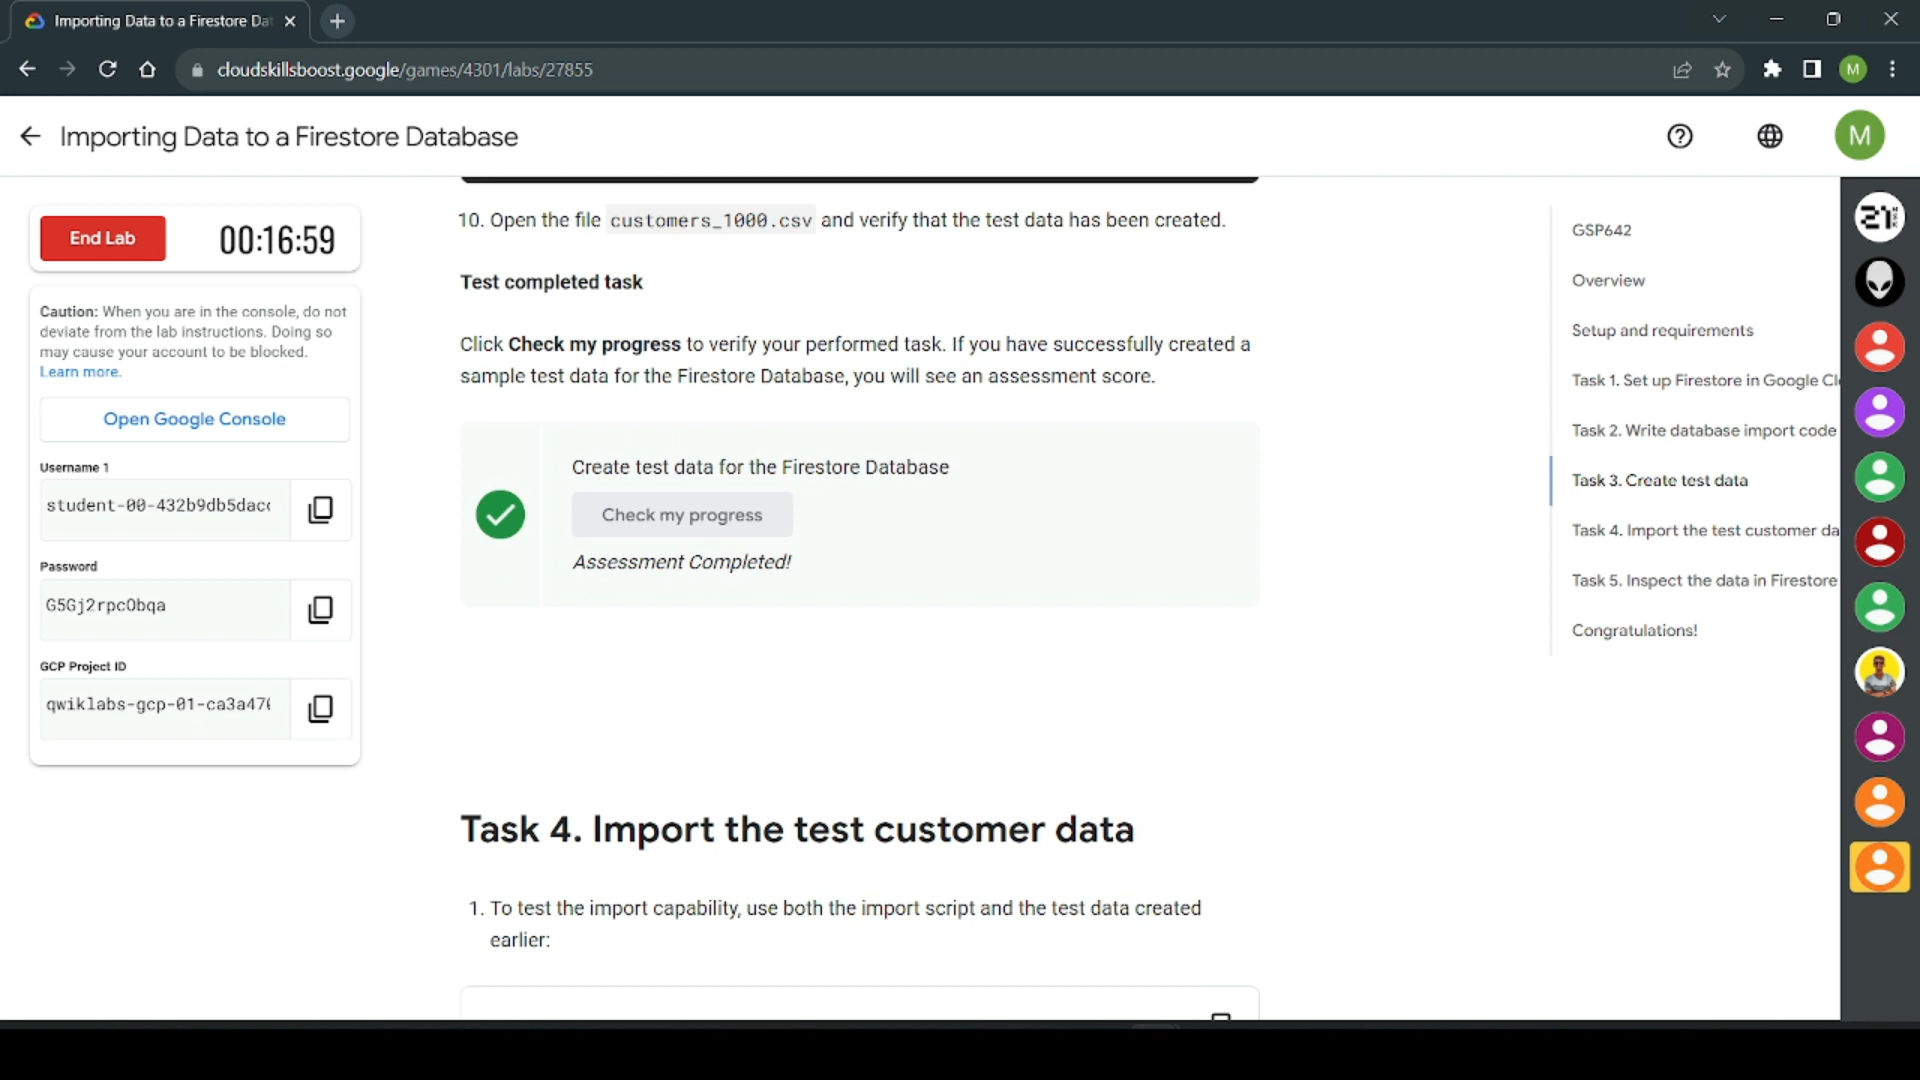 Importing Data to a Firestore Dat
cloudskillsboost.google/games/4301/labs/27855
M
Importing Data to a Firestore Database
M
End Lab
00:16:59
Caution: When you are in the console, do not
deviate from the lab instructions. Doing so
may cause your account to be blocked.
Learn more.
Open Google Console
Username 1
student-00-432b9db5dacc
Password
G5Gj2rpcObqa
GCP Project ID
qwiklabs-gcp-01-ca3a470
10. Open the file customers_1000.csv and verify that the test data has been created.
Test completed task
Click Check my progress to verify your performed task. If you have successfully created a
sample test data for the Firestore Database, you will see an assessment score.
Create test data for the Firestore Database
Check my progress
Assessment Completed!
Task 4. Import the test customer data
1. To test the import capability, use both the import script and the test data created
earlier:
GSP642
Overview
Setup and requirements
Task 1. Set up Firestore in Google Cl
Task 2. Write database import code
Task 3. Create test data
Task 4. Import the test customer da
Task 5. Inspect the data in Firestore
Congratulations!
21